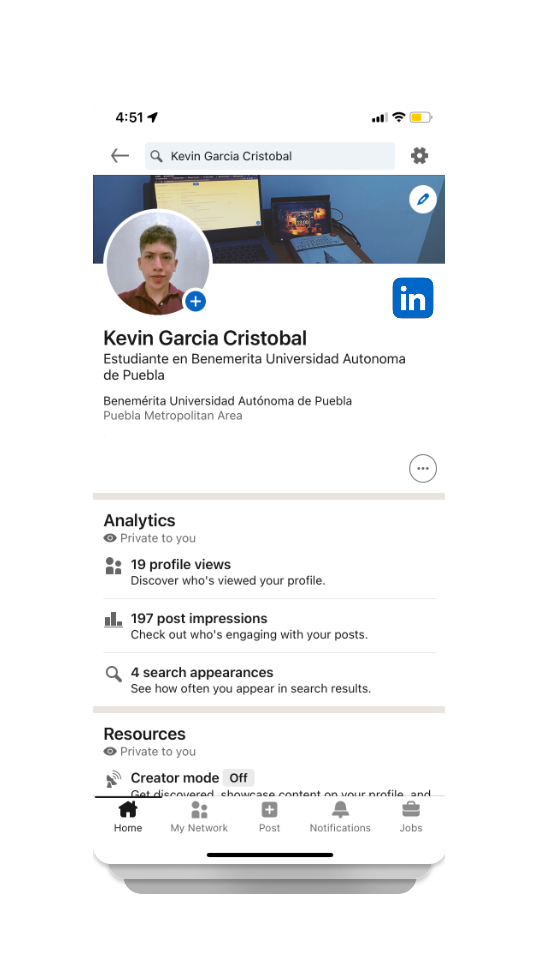 4:51
Kevin Garcia Cristobal
in
Kevin Garcia Cristobal
Estudiante en Benemerita Universidad Autonoma
de Puebla
Benemérita Universidad Autónoma de Puebla
Puebla Metropolitan Area
Analytics
Private to you
19 profile views
Discover who's viewed your profile.
197 post impressions
Check out who's engaging with your posts.
4 search appearances
See how often you appear in search results.
Resources
Private to you
Creator mode Off
Get discovered, showcase content on your profile, and
Home My Network Post Notifications Jobs